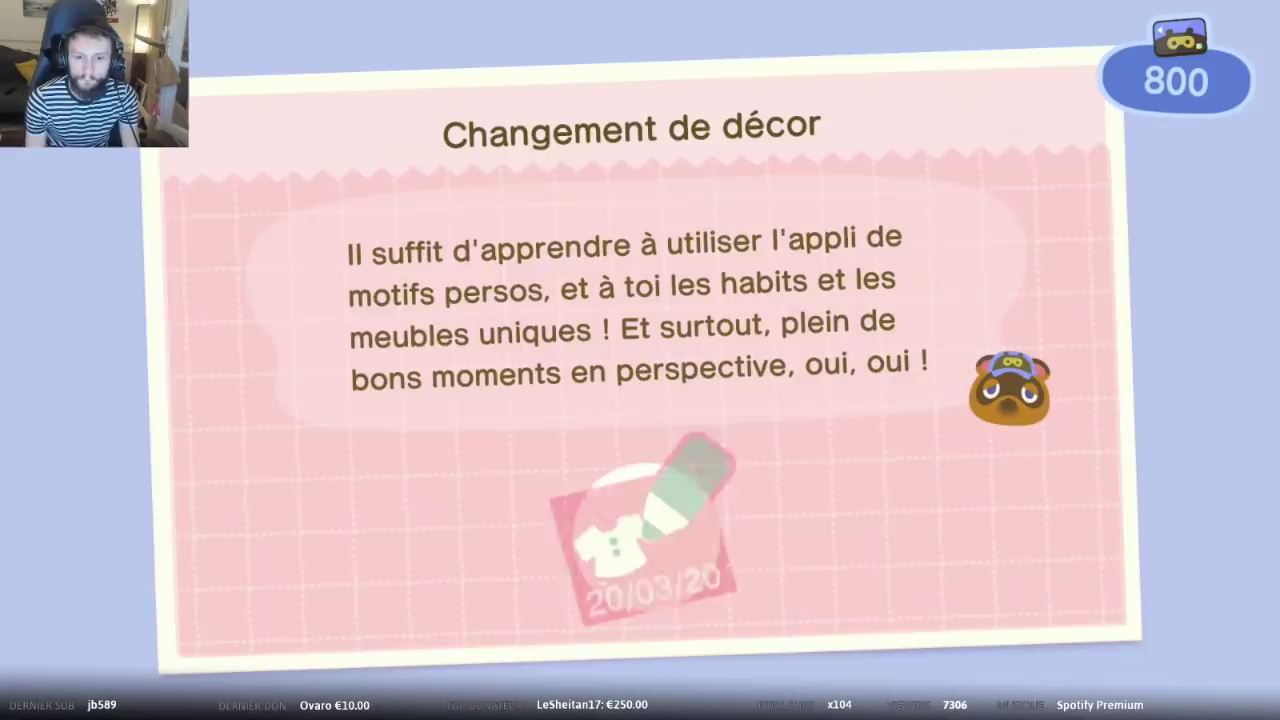 800
Changement de décor
Il suffit d'apprendre à utiliser l'appli de
motifs persos, et à toi les habits et les
meubles uniques ! Et surtout, plein de
bons moments en perspective, oui, oui !
20/03/20
DERNIER SUB jb589 DERNIER DON Ovaro €10.00 TOP DONATEUR LeSheitan17: €250.00 x104 VIEWERS 7306 MUSIQUE Spotify Premium